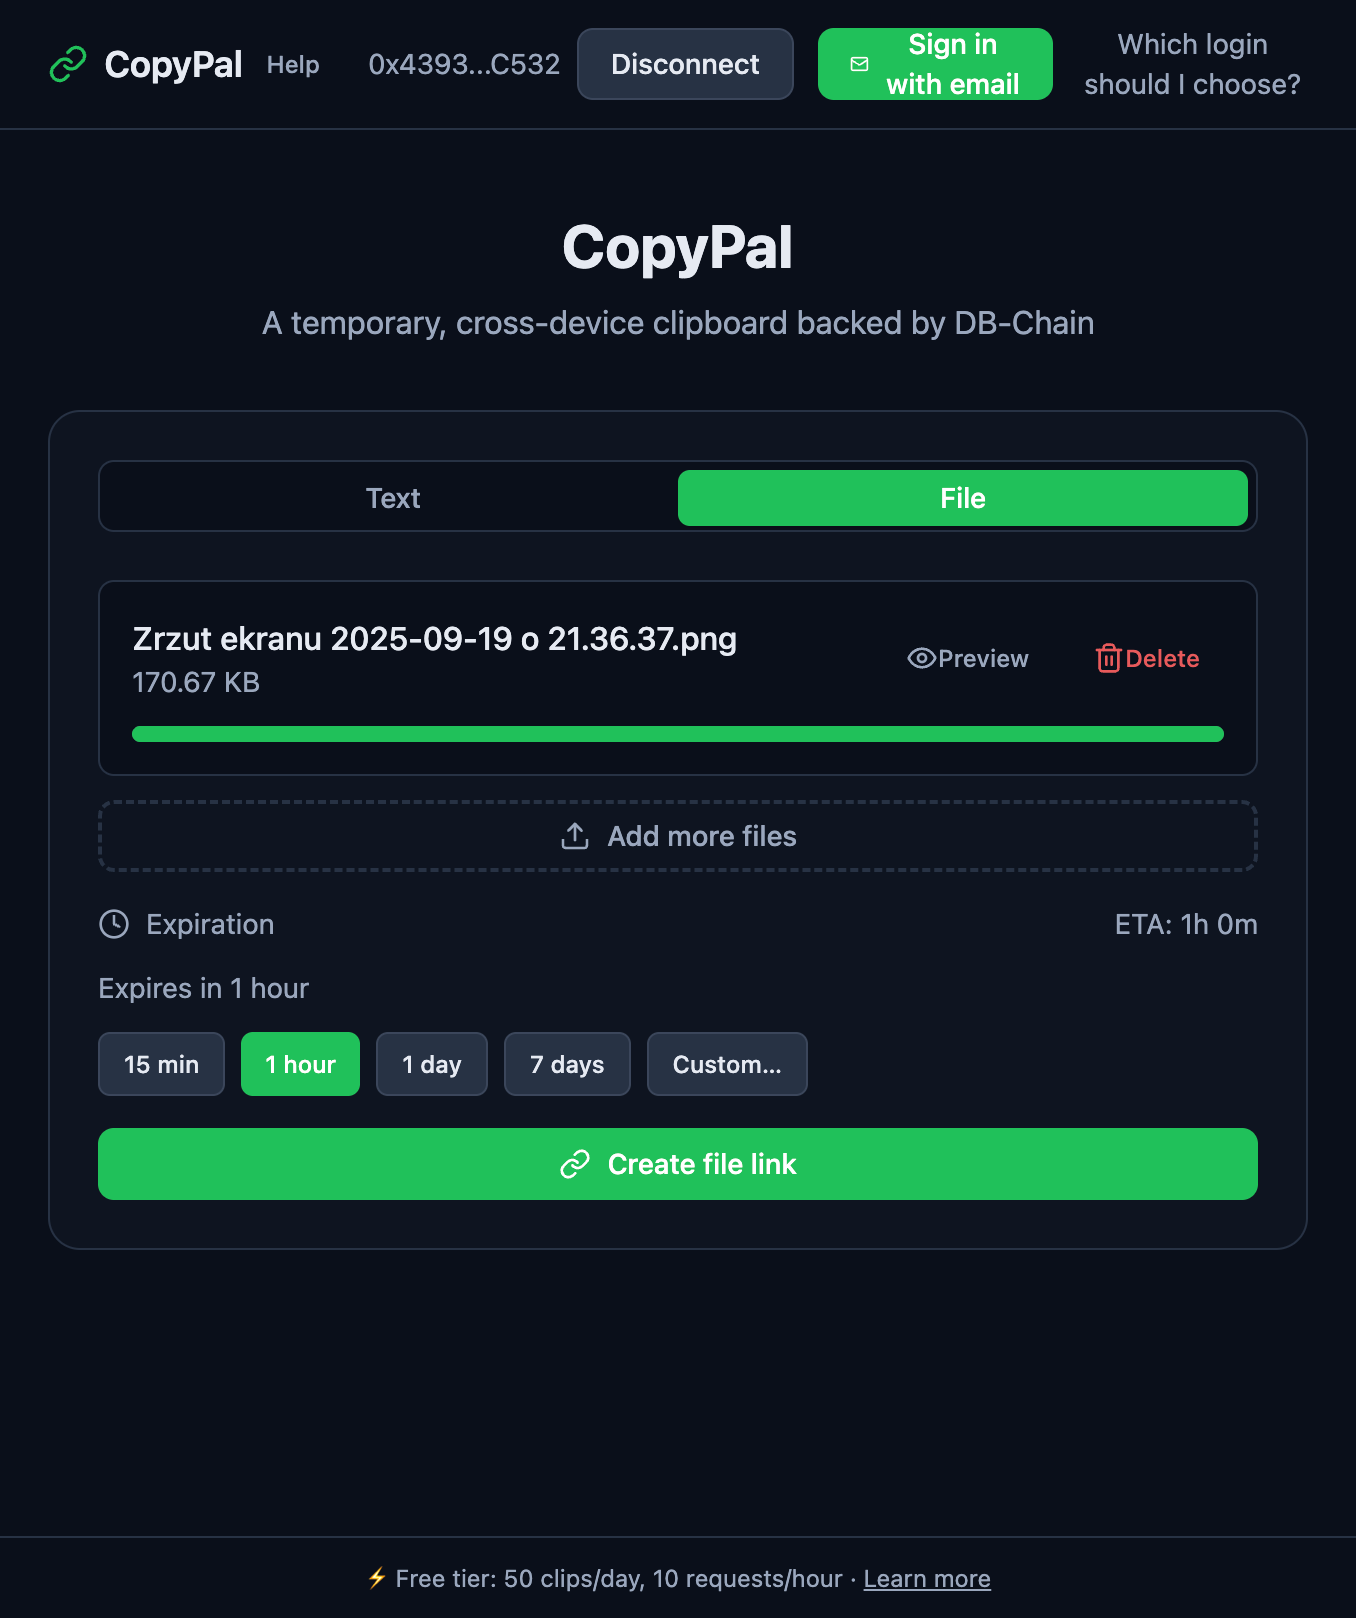 CopyPal
Help
0x4393...C532
Disconnect
Sign in
with email
Which login
should I choose?
CopyPal
A temporary, cross-device clipboard backed by DB-Chain
Text
File
Zrzut ekranu 2025-09-19 o 21.36.37.png
170.67 KB
Preview
Delete
Add more files
Expiration
ETA: 1h 0m
Expires in 1 hour
15 min
1 hour
1 day
7 days
Custom...
Create file link
⚡ Free tier: 50 clips/day, 10 requests/hour · Learn more